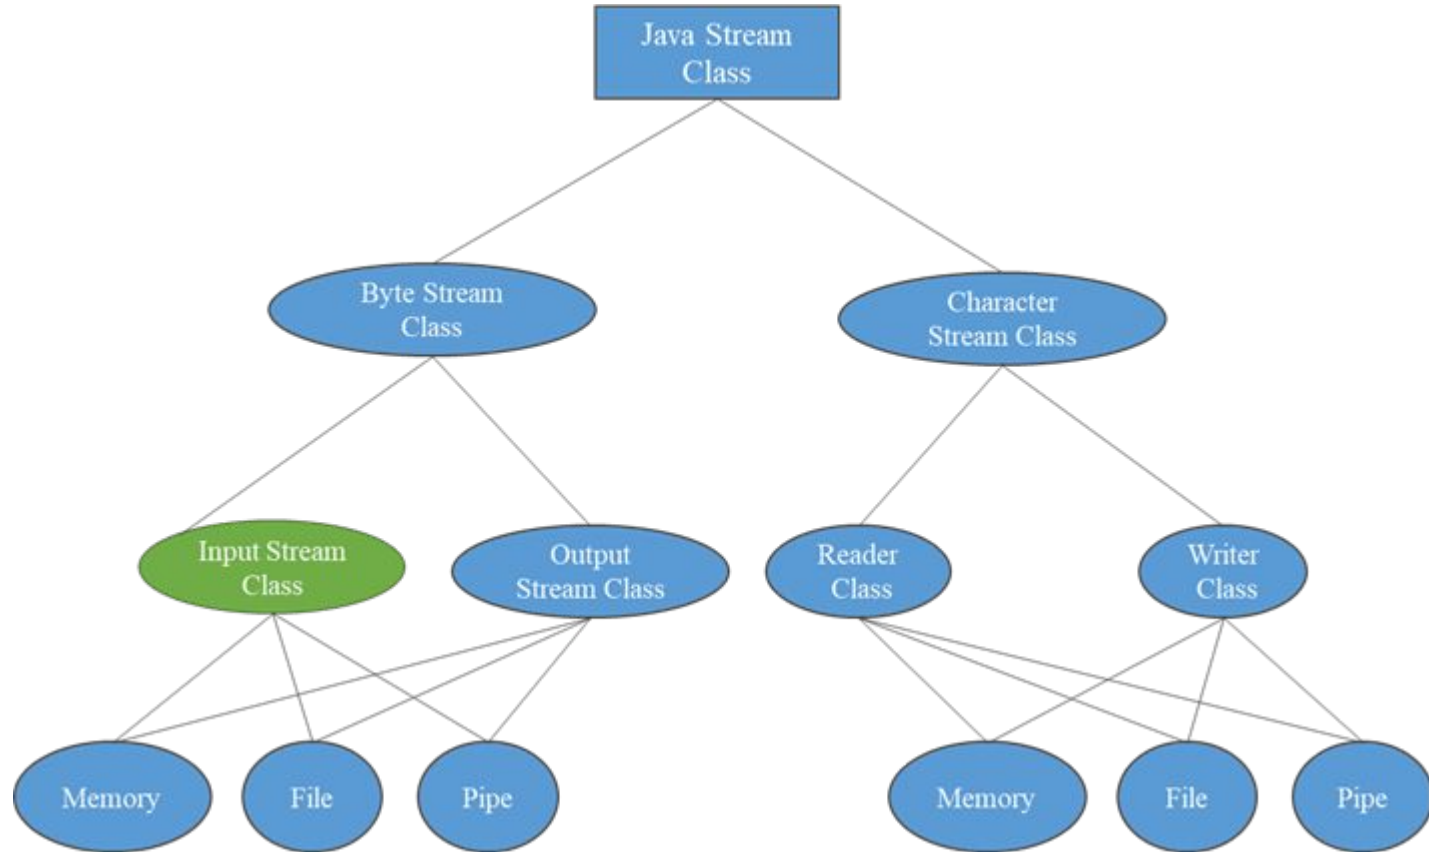 Java Stream
Class
Byte Stream
Class
Character
Stream Class
Input Stream
Class
Output
Stream Class
Reader
Class
Writer
Class
Memory
File
Pipe
Memory
File
Pipe